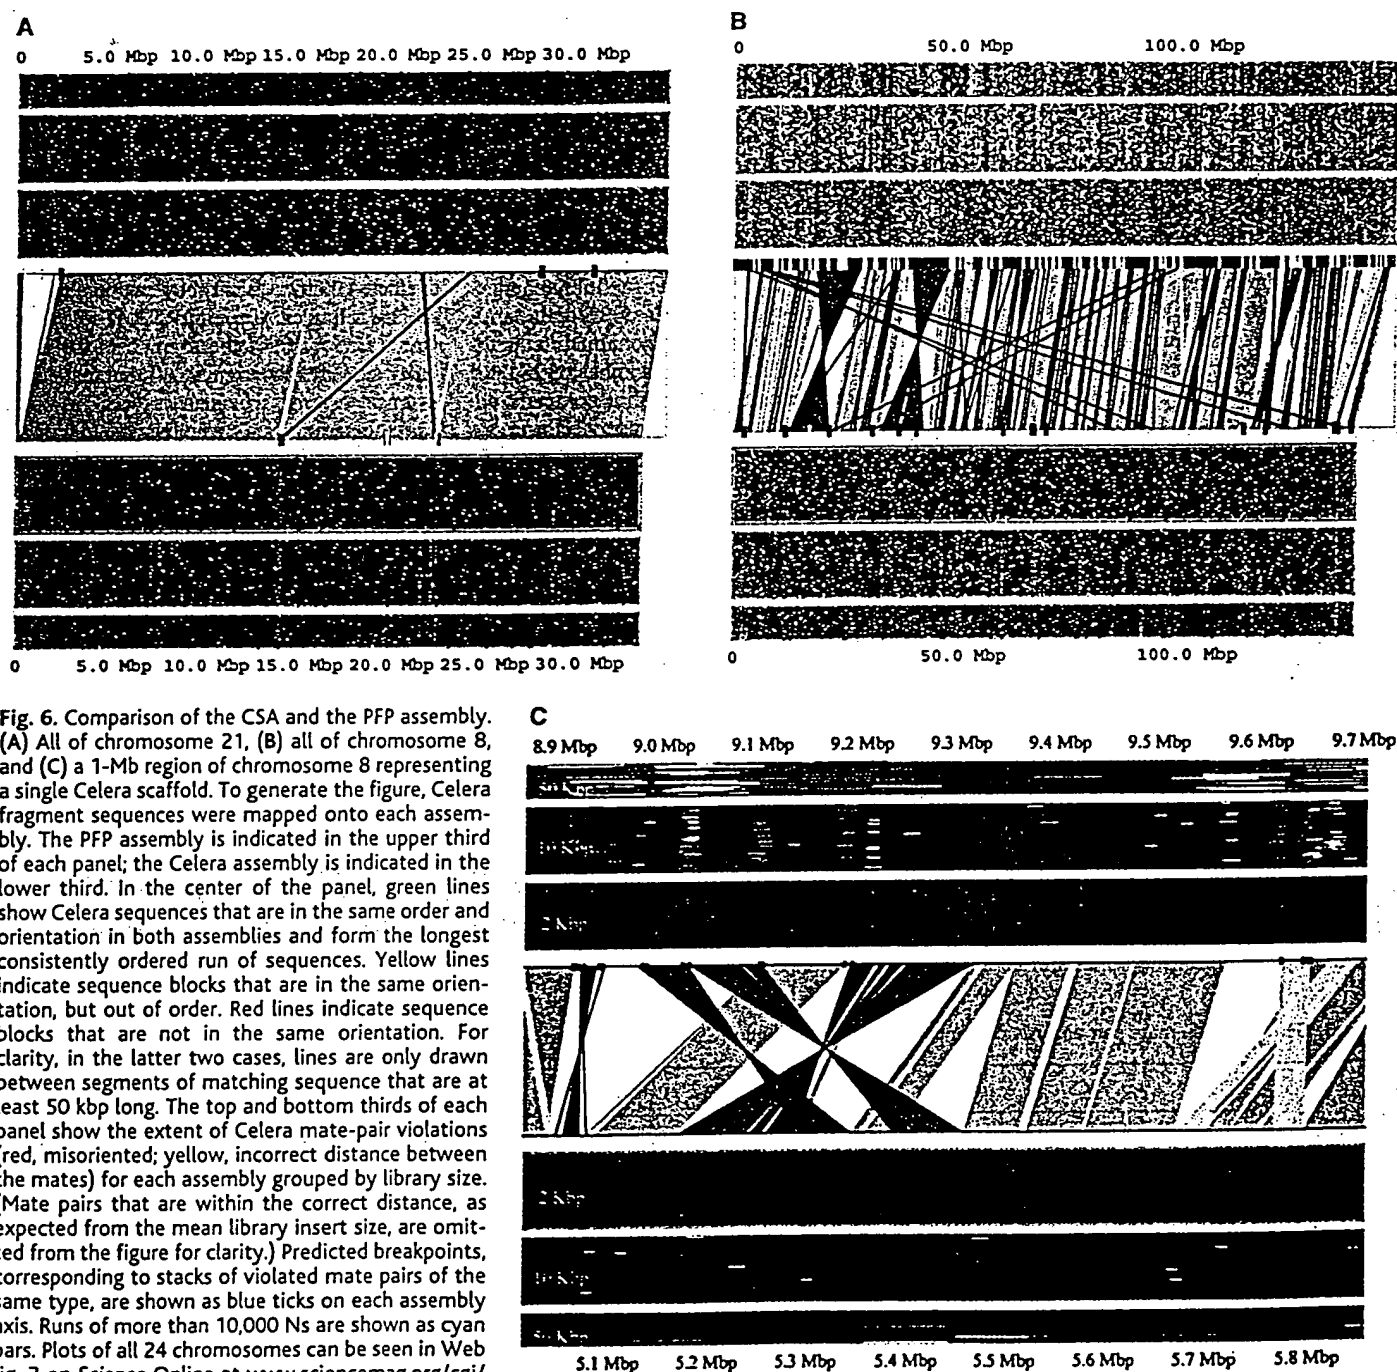 A
0 5.0 Mbp 10.0 Mbp 15.0 Mbp 20.0 Mbp 25.0 Mbp 30.0 Mbp
0 5.0 Mbp 10.0 Mbp 15.0 Mbp 20.0 Mbp 25.0 Mbp 30.0 Mbp
B
0 50.0 Mbp 100.0 Mbp
0 50.0 Mbp 100.0 Mbp
Fig. 6. Comparison of the CSA and the PFP assembly.
(A) All of chromosome 21, (B) all of chromosome 8,
and (C) a 1-Mb region of chromosome 8 representing
a single Celera scaffold. To generate the figure, Celera
fragment sequences were mapped onto each assem-
bly. The PFP assembly is indicated in the upper third
of each panel; the Celera assembly is indicated in the
lower third. In the center of the panel, green lines
show Celera sequences that are in the same order and
orientation in both assemblies and form the longest
consistently ordered run of sequences. Yellow lines
indicate sequence blocks that are in the same orien-
tation, but out of order. Red lines indicate sequence
blocks that are not in the same orientation. For
clarity, in the latter two cases, lines are only drawn
between segments of matching sequence that are at
least 50 kbp long. The top and bottom thirds of each
panel show the extent of Celera mate-pair violations
(red, misoriented; yellow, incorrect distance between
the mates) for each assembly grouped by library size.
(Mate pairs that are within the correct distance, as
expected from the mean library insert size, are omit-
ted from the figure for clarity.) Predicted breakpoints,
corresponding to stacks of violated mate pairs of the
same type, are shown as blue ticks on each assembly
axis. Runs of more than 10,000 Ns are shown as cyan
bars. Plots of all 24 chromosomes can be seen in Web
C
8.9 Mbp 9.0 Mbp 9.1 Mbp 9.2 Mbp 9.3 Mbp 9.4 Mbp 9.5 Mbp 9.6 Mbp 9.7 Mbp
50 Kbp
10 Kbp
2 Kbp
2 Kbp
10 Kbp
50 Kbp
5.1 Mbp 5.2 Mbp 5.3 Mbp 5.4 Mbp 5.5 Mbp 5.6 Mbp 5.7 Mbp 5.8 Mbp